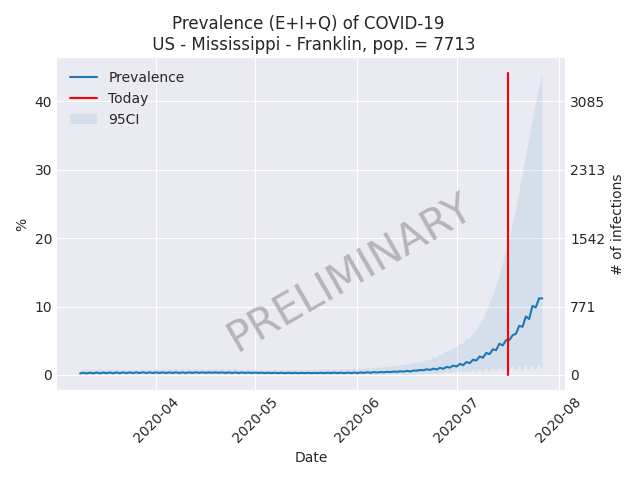 Prevalence (E+I+Q) of COVID-19
US - Mississippi - Franklin, pop. = 7713
Prevalence
Today
95CI
40
30
20
10
0
%
3085
2313
1542
771
0
# of infections
PRELIMINARY
2020-04
2020-05
2020-06
2020-07
2020-08
Date